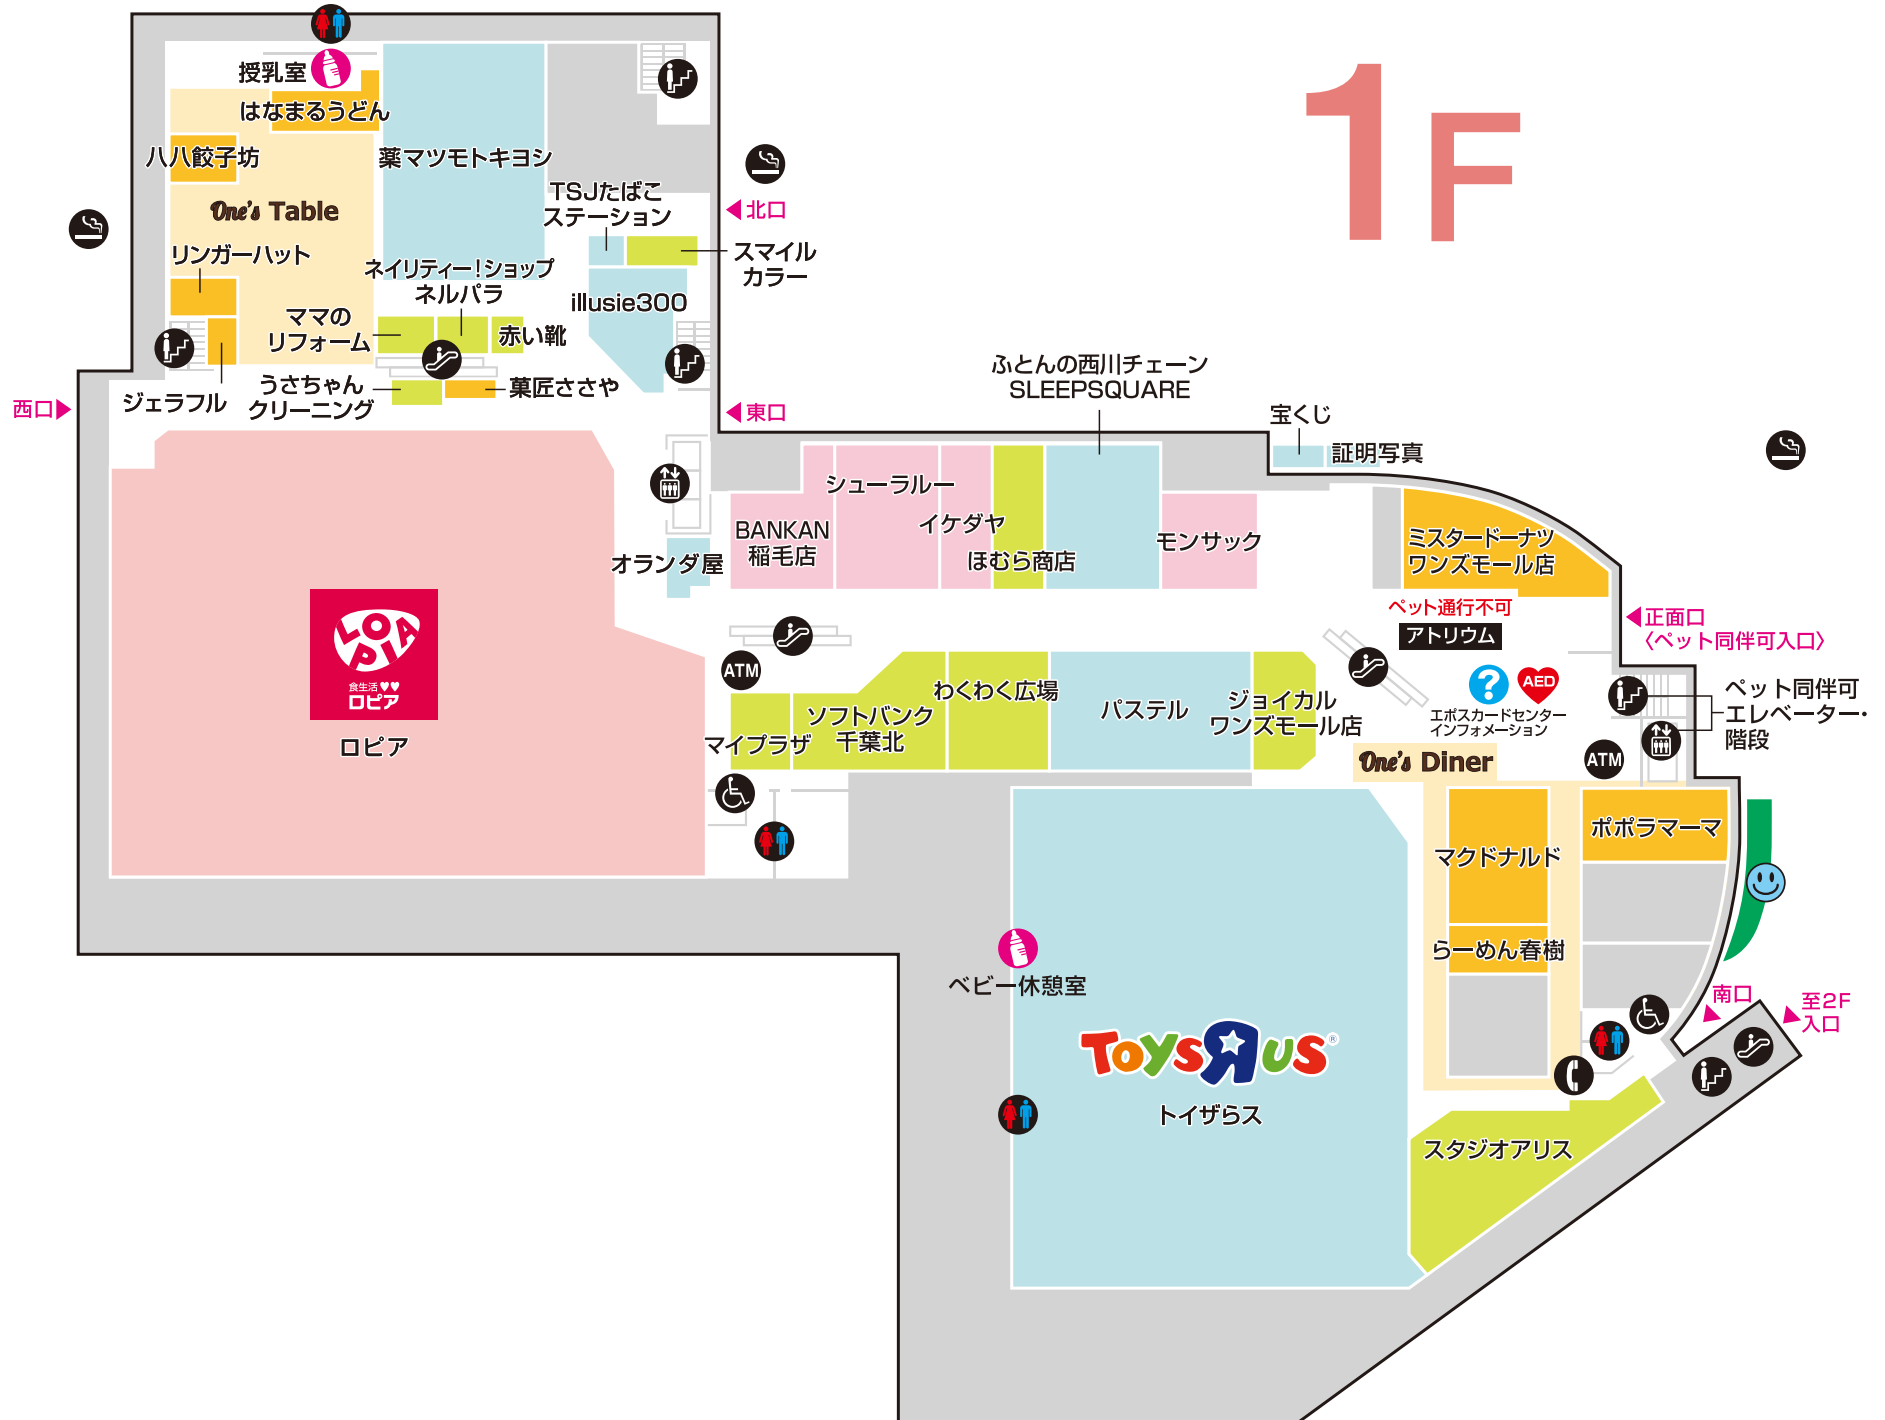 1F
授乳室
はなまるうどん
八八餃子坊
薬マツモトキヨシ
One's Table
TSJたばこ
ステーション
北口
スマイル
カラー
リンガーハット
ネイリティー!ショップ
ネルパラ
illusie300
ママの
リフォーム
赤い靴
うさちゃん
クリーニング
菓匠ささや
ジェラフル
西口
東口
ふとんの西川チェーン
SLEEPSQUARE
宝くじ
証明写真
シューラルー
イケダヤ
BANKAN
稲毛店
ほむら商店
モンサック
オランダ屋
ミスタードーナツ
ワンズモール店
ペット通行不可
アトリウム
正面口
〈ペット同伴可入口〉
LOPIA
食生活♥♥
ロピア
ロピア
ATM
マイプラザ
ソフトバンク
千葉北
わくわく広場
パステル
ジョイカル
ワンズモール店
?
AED
エポスカードセンター
インフォメーション
ペット同伴可
エレベーター・
階段
One's Diner
ATM
マクドナルド
ポポラマーマ
らーめん春樹
南口
至2F
入口
ベビー休憩室
ToysЯus®
トイザらス
スタジオアリス